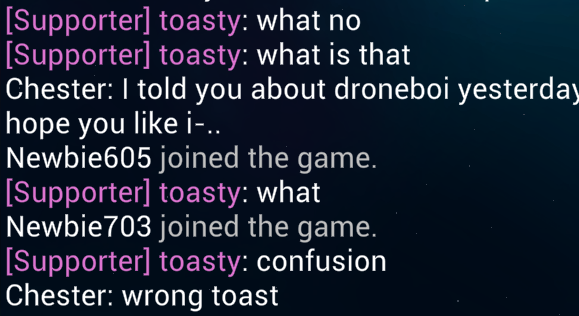 [Supporter] toasty: what no
[Supporter] toasty: what is that
Chester: I told you about droneboi yesterday
hope you like i-..
Newbie605 joined the game.
[Supporter] toasty: what
Newbie703 joined the game.
[Supporter] toasty: confusion
Chester: wrong toast